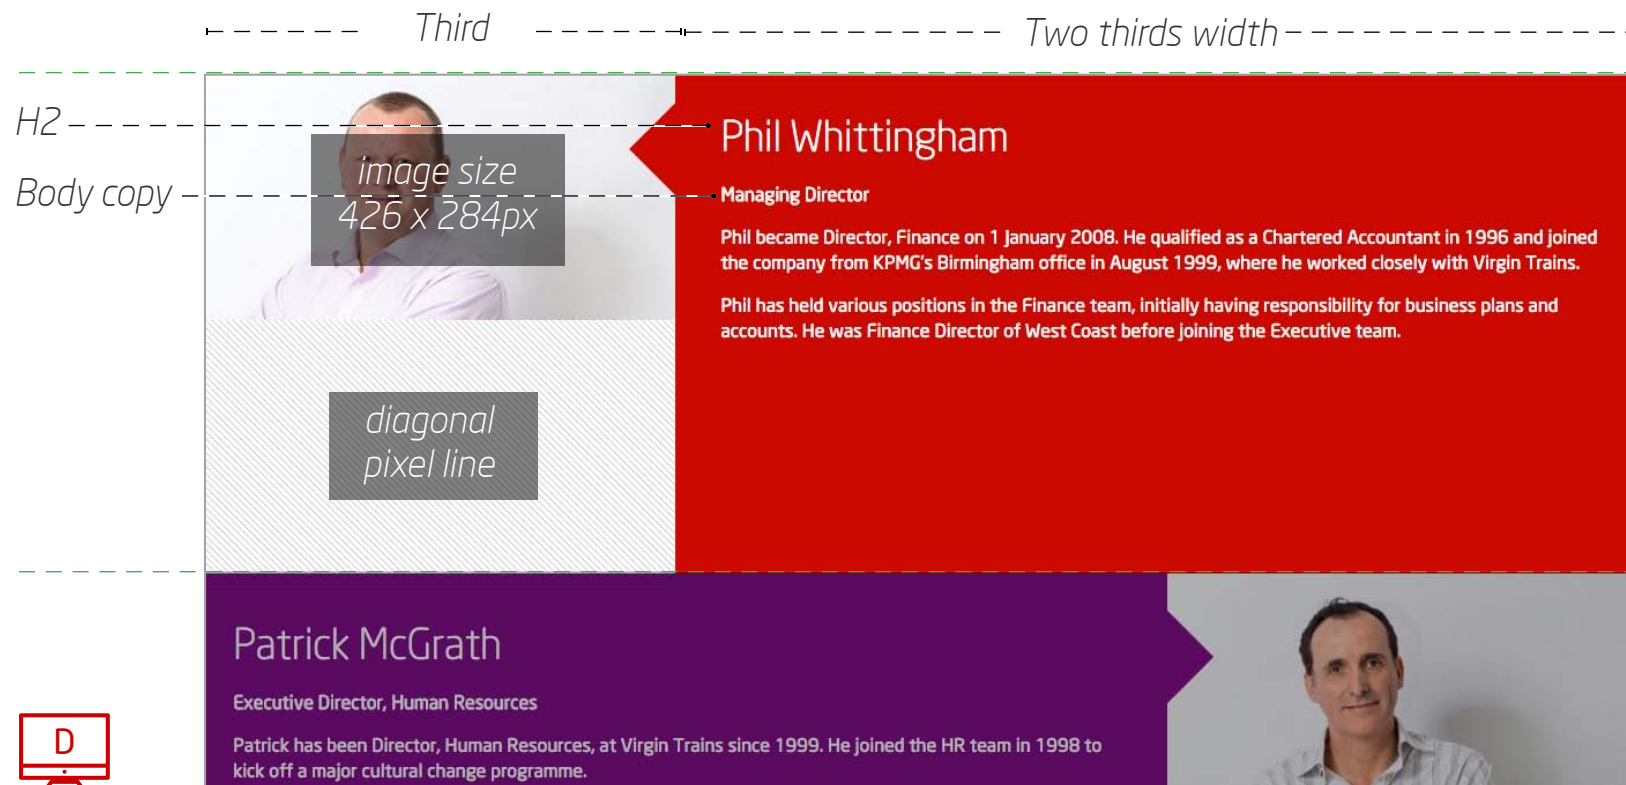 Third
Two thirds width
H2
Phil Whittingham
image size
426 x 284px
Body copy
Managing Director
Phil became Director, Finance on 1 January 2008. He qualified as a Chartered Accountant in 1996 and joined
the company from KPMG's Birmingham office in August 1999, where he worked closely with Virgin Trains.
Phil has held various positions in the Finance team, initially having responsibility for business plans and
accounts. He was Finance Director of West Coast before joining the Executive team.
diagonal
pixel line
Patrick McGrath
Executive Director, Human Resources
Patrick has been Director, Human Resources, at Virgin Trains since 1999. He joined the HR team in 1998 to
kick off a major cultural change programme.
D